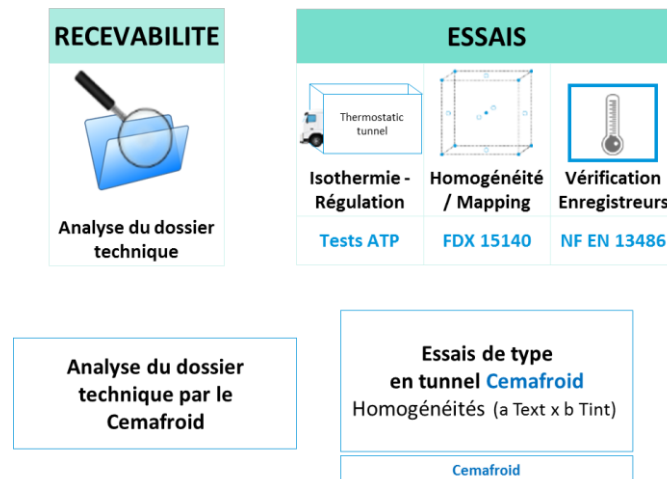 RECEVABILITE
Analyse du dossier
technique
ESSAIS
Thermostatic
tunnel
Isothermie -
Régulation
Homogénéité
/ Mapping
Vérification
Enregistreurs
Tests ATP
FDX 15140
NF EN 13486
Analyse du dossier
technique par le
Cemafroid
Essais de type
en tunnel Cemafroid
Homogénéités (a Text x b Tint)
Cemafroid